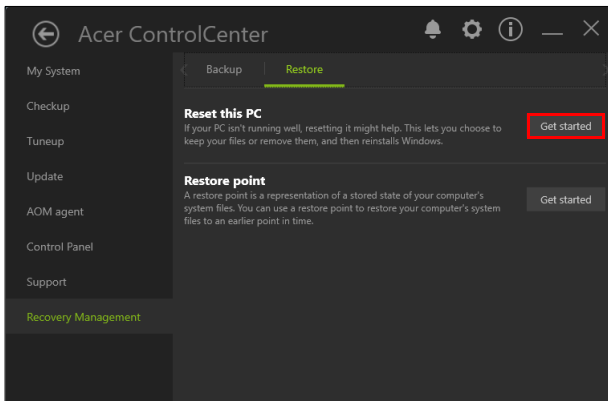 Acer ControlCenter
My System
Backup
Restore
Checkup
Reset this PC
If your PC isn't running well, resetting it might help. This lets you choose to
keep your files or remove them, and then reinstalls Windows.
Get started
Tuneup
Update
Restore point
A restore point is a representation of a stored state of your computer's
system files. You can use a restore point to restore your computer's system
files to an earlier point in time.
Get started
AOM agent
Control Panel
Support
Recovery Management